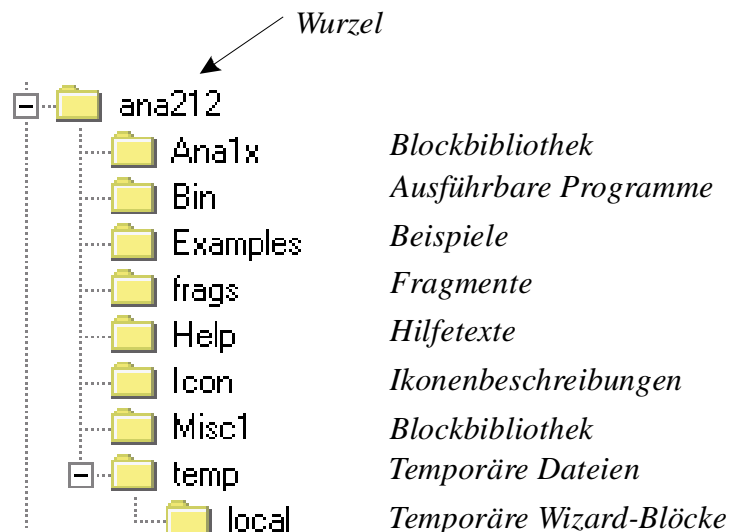 Wurzel
ana212
Ana1x Blockbibliothek
Bin Ausführbare Programme
Examples Beispiele
frags Fragmente
Help Hilfetexte
Icon Ikonenbeschreibungen
Misc1 Blockbibliothek
temp Temporäre Dateien
local Temporäre Wizard-Blöcke